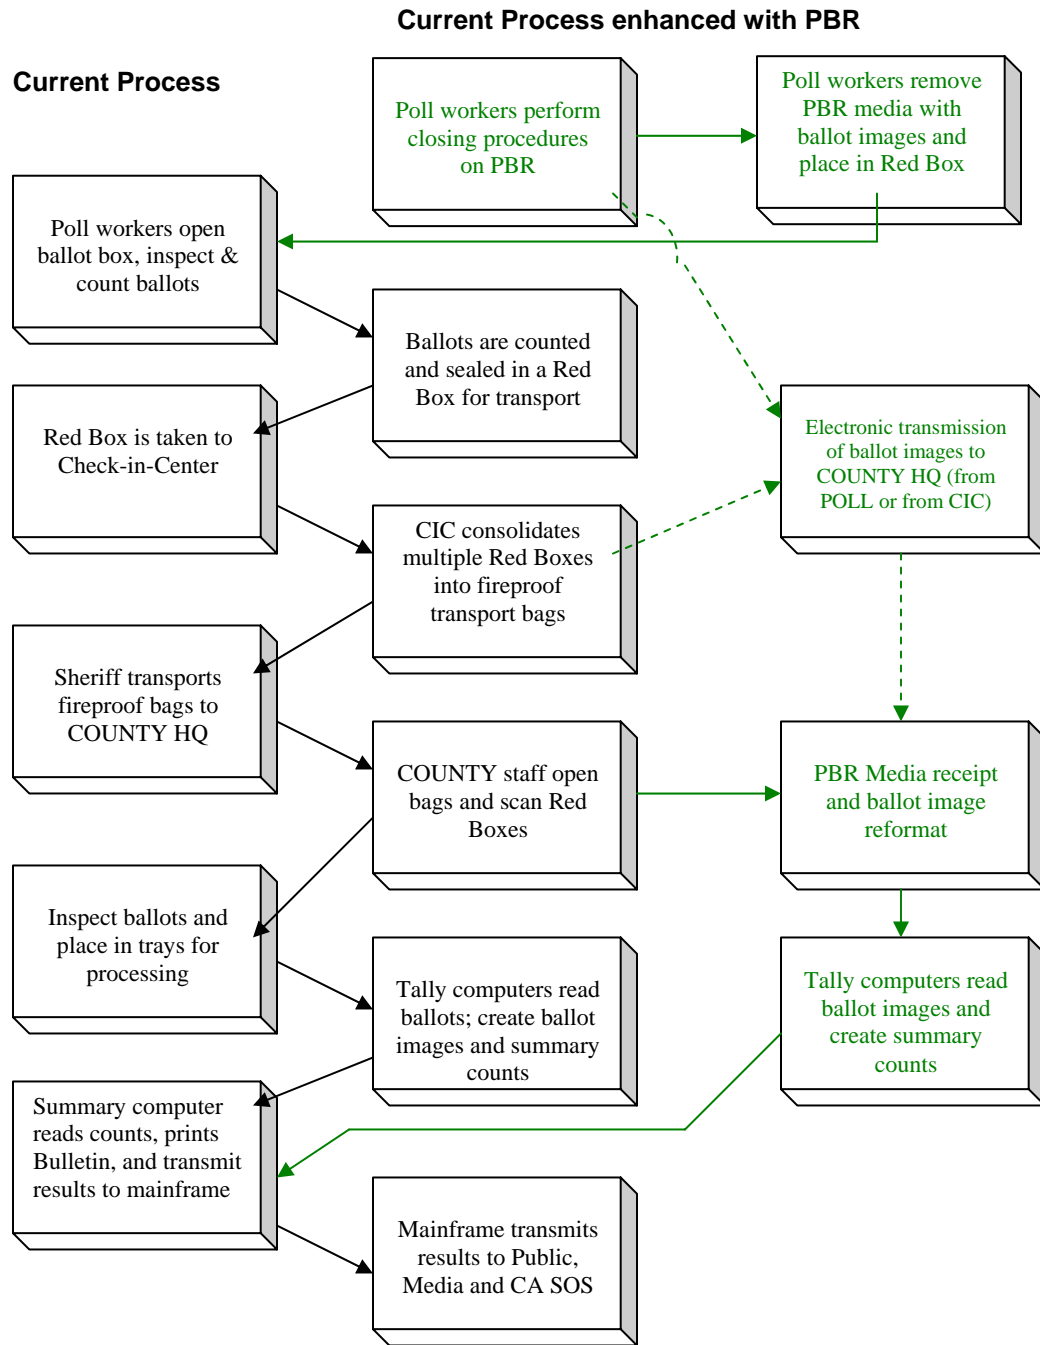 Current Process enhanced with PBR
Current Process
Poll workers perform
closing procedures
on PBR
Poll workers remove
PBR media with
ballot images and
place in Red Box
Poll workers open
ballot box, inspect &
count ballots
Ballots are counted
and sealed in a Red
Box for transport
Red Box is taken to
Check-in-Center
Electronic transmission
of ballot images to
COUNTY HQ (from
POLL or from CIC)
CIC consolidates
multiple Red Boxes
into fireproof
transport bags
Sheriff transports
fireproof bags to
COUNTY HQ
COUNTY staff open
bags and scan Red
Boxes
PBR Media receipt
and ballot image
reformat
Inspect ballots and
place in trays for
processing
Tally computers read
ballots; create ballot
images and summary
counts
Tally computers read
ballot images and
create summary
counts
Summary computer
reads counts, prints
Bulletin, and transmit
results to mainframe
Mainframe transmits
results to Public,
Media and CA SOS